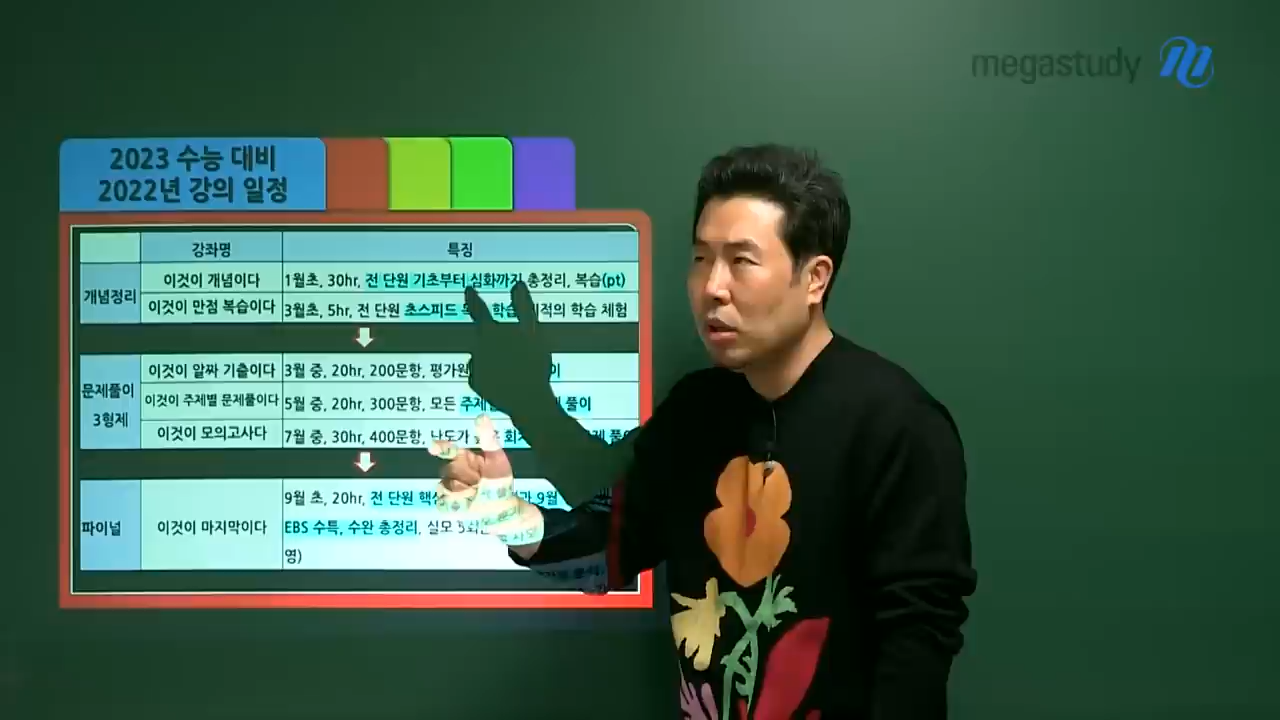 megastudy
2023 수능 대비
2022년 강의 일정
강좌명 특징
개념정리
이것이 개념이다 1월초, 30hr, 전 단원 기초부터 심화까지 총정리, 복습(pt)
이것이 만점 복습이다 3월초, 5hr, 전 단원 초스피드 학습 학습 체험
문제풀이
3형제
이것이 알짜 기출이다 3월 중, 20hr, 200문항, 평가원
이것이 주제별 문제풀이다 5월 중, 20hr, 300문항, 모든 풀이
이것이 모의고사다 7월 중, 30hr, 400문항, 난도가
파이널
이것이 마지막이다 9월 초, 20hr, 전 단원 9월
EBS 수특, 수완 총정리, 실모
영)